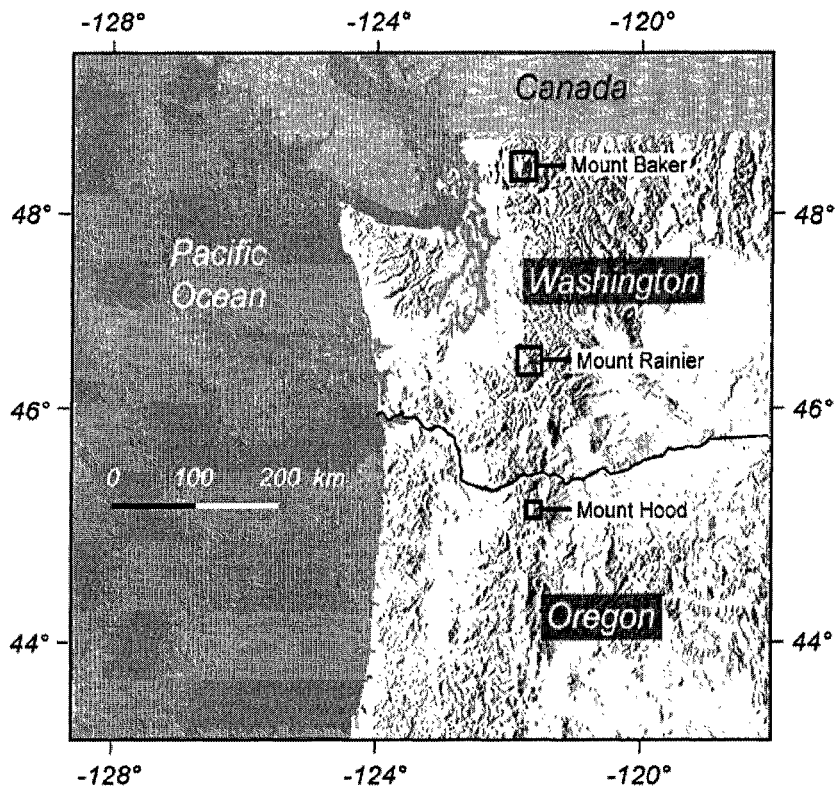 -128° -124° -120°
Canada
Mount Baker
48° 48°
Pacific
Ocean
Washington
Mount Rainier
46° 46°
0 100 200 km
Mount Hood
Oregon
44° 44°
-128° -124° -120°